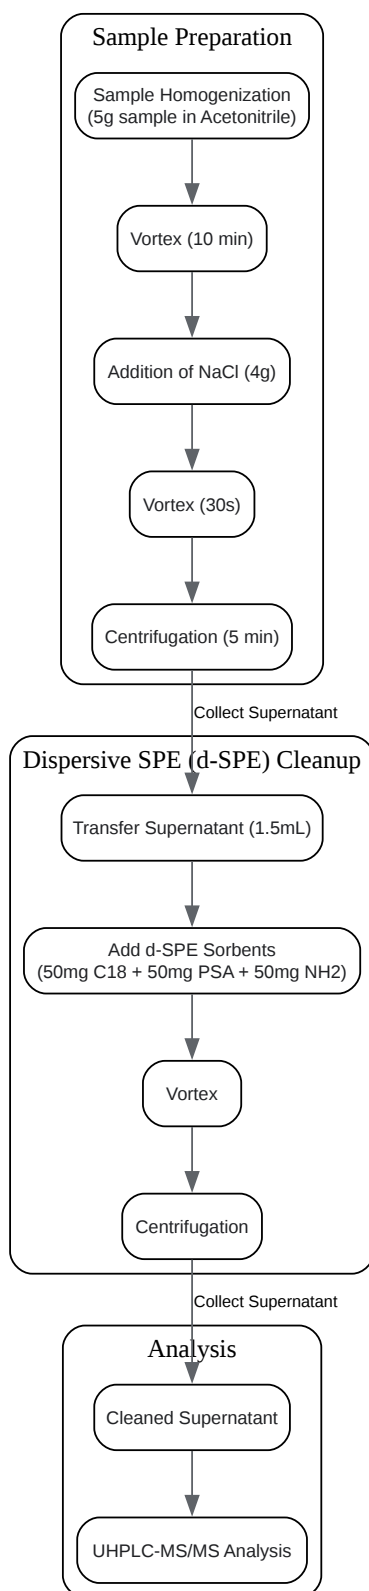 Sample Preparation
Sample Homogenization
(5g sample in Acetonitrile)
Vortex (10 min)
Addition of NaCl (4g)
Vortex (30s)
Centrifugation (5 min)
Collect Supernatant
Dispersive SPE (d-SPE) Cleanup
Transfer Supernatant (1.5mL)
Add d-SPE Sorbents
(50mg C18 + 50mg PSA + 50mg NH2)
Vortex
Centrifugation
Collect Supernatant
Analysis
Cleaned Supernatant
UHPLC-MS/MS Analysis